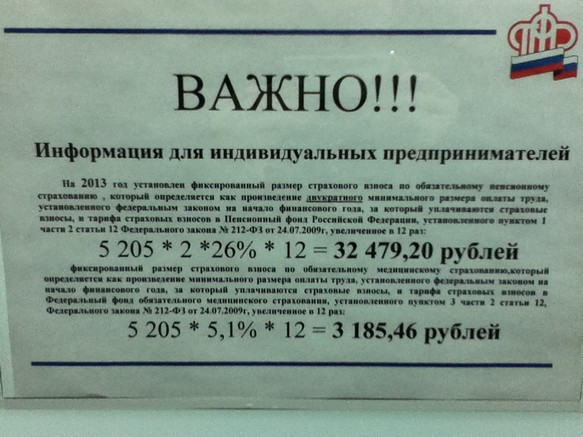 ВАЖНО!!!
Информация для индивидуальных предпринимателей
На 2013 год установлен фиксированный размер страхового взноса по обязательному пенсионному
страхованию , который определяется как произведение двукратного минимального размера оплаты труда,
установленного федеральным законом на начало финансового года, за который уплачиваются страховые
взносы, и тарифа страховых взносов в Пенсионный фонд Российской Федерации, установленного пунктом 1
части 2 статьи 12 Федерального закона № 212-ФЗ от 24.07.2009г, увеличенное в 12 раз:
5 205 * 2 *26% * 12 = 32 479,20 рублей
фиксированный размер страхового взноса по обязательному медицинскому страхованию,который
определяется как произведение минимального размера оплаты труда, установленного федеральным законом на
начало финансового года, за который уплачиваются страховые взносы, и тарифа страховых взносов в
Федеральный фонд обязательного медицинского страхования, установленного пунктом 3 части 2 статьи 12,
Федерального закона № 212-ФЗ от 24.07.2009г, увеличенное в 12 раз:
5 205 * 5,1% * 12 = 3 185,46 рублей